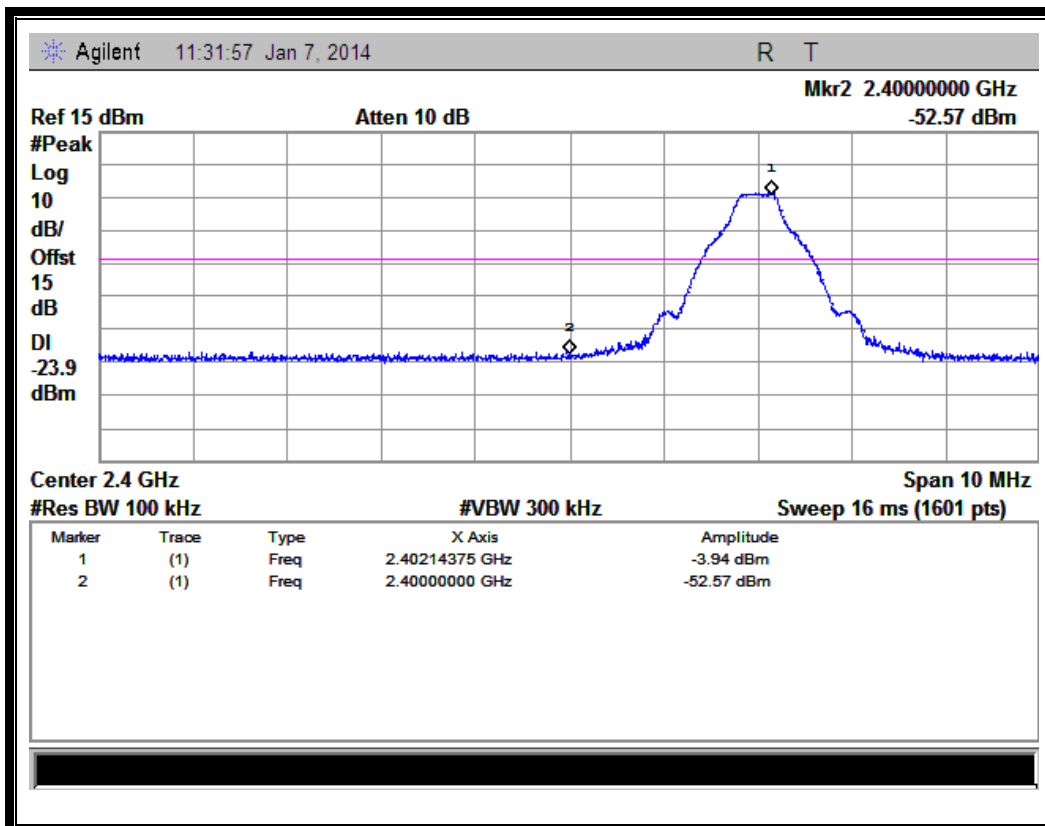 Agilent 11:31:57 Jan 7, 2014 R T
Mkr2 2.40000000 GHz
Ref 15 dBm Atten 10 dB -52.57 dBm
#Peak
Log
10
dB/
Offst
15
dB
DI
-23.9
dBm
1
2
Center 2.4 GHz Span 10 MHz
#Res BW 100 kHz #VBW 300 kHz Sweep 16 ms (1601 pts)
Marker Trace Type X Axis Amplitude
1 (1) Freq 2.40214375 GHz -3.94 dBm
2 (1) Freq 2.40000000 GHz -52.57 dBm